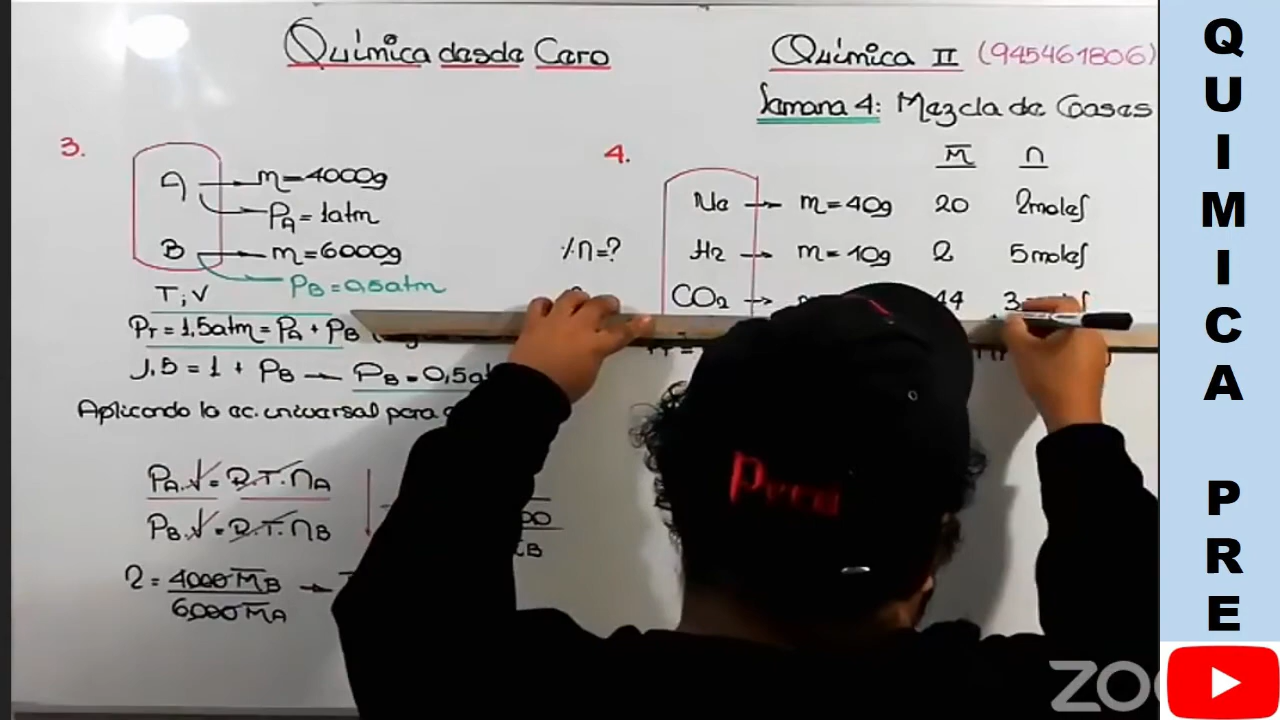 Química desde Cero
Química II (945461806)
Semana 4: Mezcla de Gases
3.
A → m = 4000g
P_A = 1atm
B → m = 6000g
P_B = 0,5atm
T, V
P_T = 1,5atm = P_A + P_B
1,5 = 1 + P_B → P_B = 0,5
Aplicando la ec. universal para
P_A.V = R.T.n_A
P_B.V = R.T.n_B
2 = 4000 M̅_B / 6000 M̅_A →
4.
M̅ n
Ne → m = 40g 20 2moles
%n=?
H2 → m = 10g 2 5moles
CO2 → 44 3
Perú
QUIMICA PRE